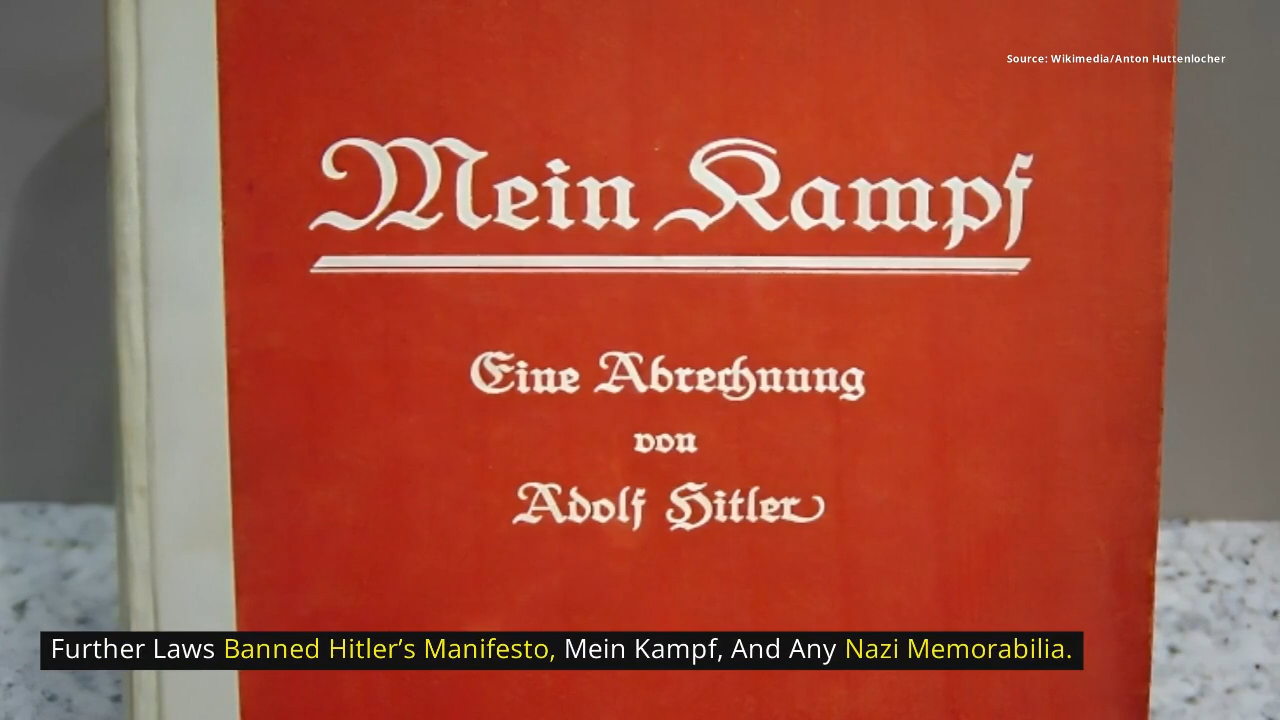 Source: Wikimedia/Anton Huttenlocher
Mein Kampf
Eine Abrechnung
von
Adolf Hitler
Further Laws Banned Hitler’s Manifesto, Mein Kampf, And Any Nazi Memorabilia.